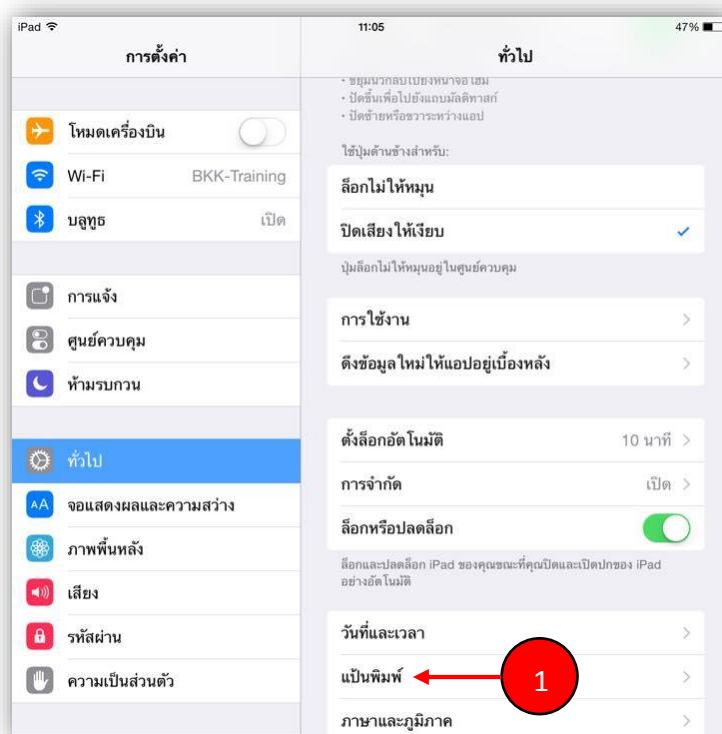 iPad
11:05
47%
การตั้งค่า
ทั่วไป
โหมดเครื่องบิน
Wi-Fi
BKK-Training
บลูทูธ
เปิด
การแจ้ง
ศูนย์ควบคุม
ห้ามรบกวน
ทั่วไป
AA
จอแสดงผลและความสว่าง
ภาพพื้นหลัง
เสียง
รหัสผ่าน
ความเป็นส่วนตัว
• ปัดขึ้นเพื่อไปยังแถบมัลติทาสก์
• ปัดซ้ายหรือขวาระหว่างแอป
ใช้ปุ่มด้านข้างสำหรับ:
ล็อกไม่ให้หมุน
ปิดเสียงให้เงียบ
ปุ่มล็อกไม่ให้หมุนอยู่ในศูนย์ควบคุม
การใช้งาน
ดึงข้อมูลใหม่ให้แอปอยู่เบื้องหลัง
ตั้งล็อกอัตโนมัติ
10 นาที
การจำกัด
เปิด
ล็อกหรือปลดล็อก
ล็อกและปลดล็อก iPad ของคุณขณะที่คุณปิดและเปิดปกของ iPad
อย่างอัตโนมัติ
วันที่และเวลา
แป้นพิมพ์
1
ภาษาและภูมิภาค